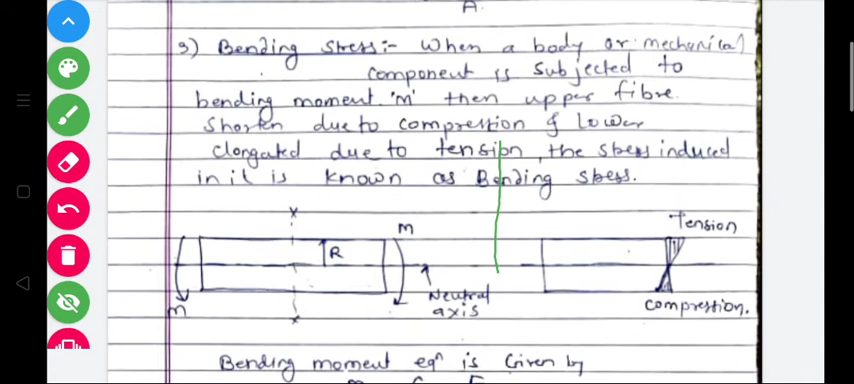 A.
3) Bending stress:- When a body or mechanical
component is subjected to
bending moment 'M' then upper fibre
Shorten due to compression & lower
elongated due to tension, the stress induced
in it is known as Bending stress.
x
M
R
Tension
Neutral
axis
M
x
compression.
Bending moment eqn is Given by